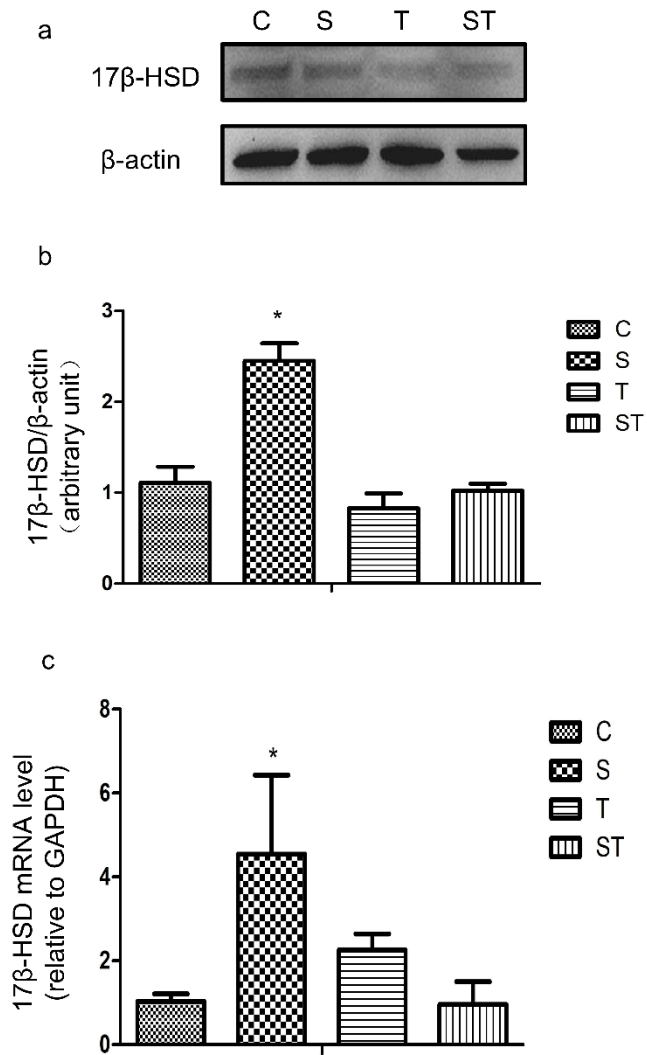 a
C S T ST
17β-HSD
β-actin
b
17β-HSD/β-actin
（arbitrary unit）
3
2
1
0
*
C
S
T
ST
c
17β-HSD mRNA level
(relative to GAPDH)
8
6
4
2
0
*
C
S
T
ST